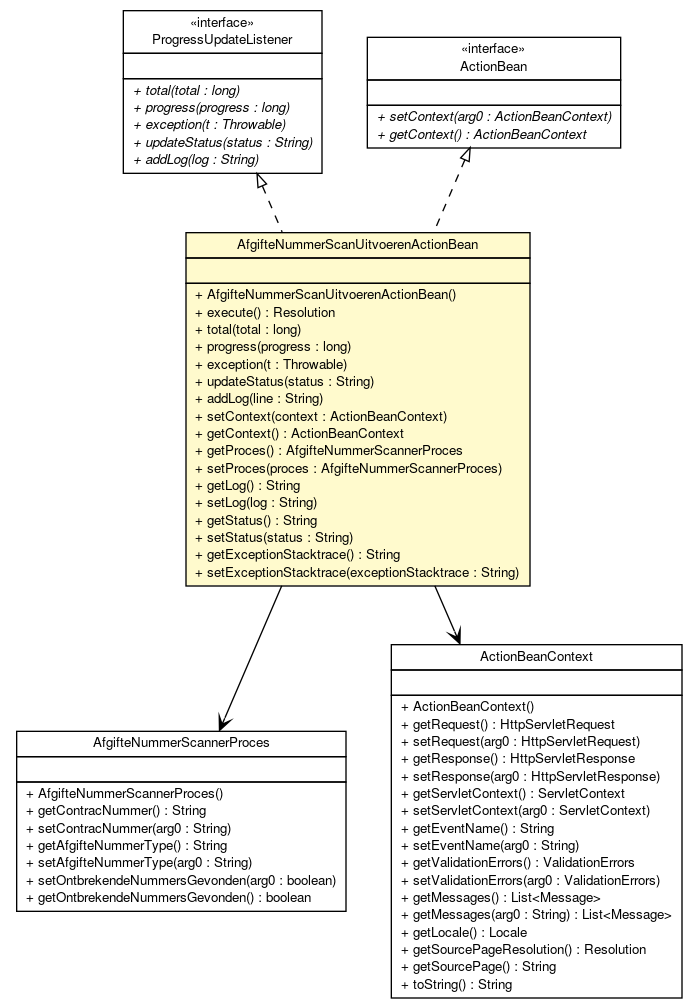 «interface»
ProgressUpdateListener
+ total(total : long)
+ progress(progress : long)
+ exception(t : Throwable)
+ updateStatus(status : String)
+ addLog(log : String)
«interface»
ActionBean
+ setContext(arg0 : ActionBeanContext)
+ getContext() : ActionBeanContext
AfgifteNummerScanUitvoerenActionBean
+ AfgifteNummerScanUitvoerenActionBean()
+ execute() : Resolution
+ total(total : long)
+ progress(progress : long)
+ exception(t : Throwable)
+ updateStatus(status : String)
+ addLog(line : String)
+ setContext(context : ActionBeanContext)
+ getContext() : ActionBeanContext
+ getProces() : AfgifteNummerScannerProces
+ setProces(proces : AfgifteNummerScannerProces)
+ getLog() : String
+ setLog(log : String)
+ getStatus() : String
+ setStatus(status : String)
+ getExceptionStacktrace() : String
+ setExceptionStacktrace(exceptionStacktrace : String)
AfgifteNummerScannerProces
+ AfgifteNummerScannerProces()
+ getContracNummer() : String
+ setContracNummer(arg0 : String)
+ getAfgifteNummerType() : String
+ setAfgifteNummerType(arg0 : String)
+ setOntbrekendeNummersGevonden(arg0 : boolean)
+ getOntbrekendeNummersGevonden() : boolean
ActionBeanContext
+ ActionBeanContext()
+ getRequest() : HttpServletRequest
+ setRequest(arg0 : HttpServletRequest)
+ getResponse() : HttpServletResponse
+ setResponse(arg0 : HttpServletResponse)
+ getServletContext() : ServletContext
+ setServletContext(arg0 : ServletContext)
+ getEventName() : String
+ setEventName(arg0 : String)
+ getValidationErrors() : ValidationErrors
+ setValidationErrors(arg0 : ValidationErrors)
+ getMessages() : List<Message>
+ getMessages(arg0 : String) : List<Message>
+ getLocale() : Locale
+ getSourcePageResolution() : Resolution
+ getSourcePage() : String
+ toString() : String